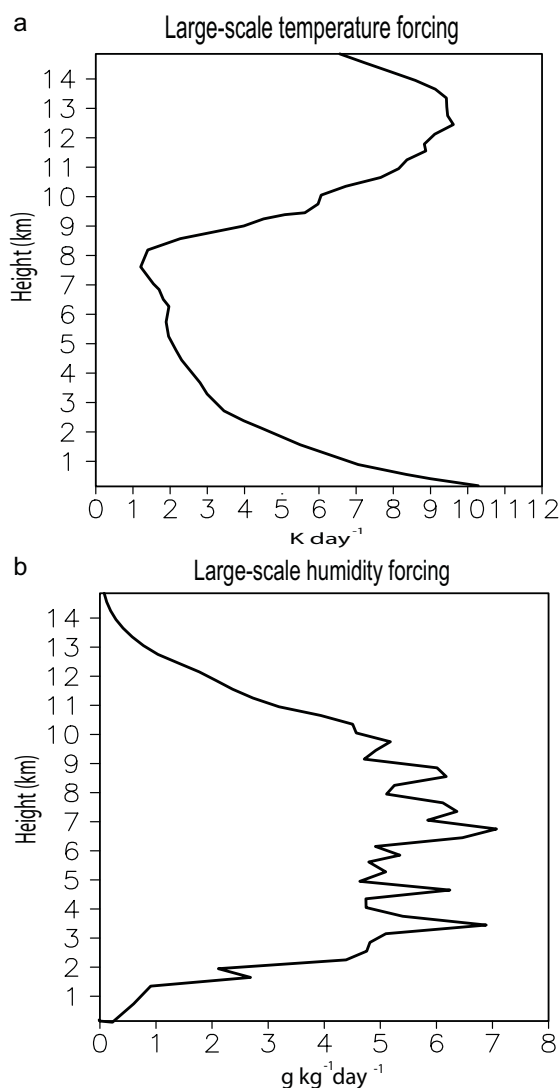 a
Large-scale temperature forcing
14
13
12
11
10
9
8
7
6
5
4
3
2
1
Height (km)
0 1 2 3 4 5 6 7 8 9 10 11 12
K day⁻¹
b
Large-scale humidity forcing
14
13
12
11
10
9
8
7
6
5
4
3
2
1
Height (km)
0 1 2 3 4 5 6 7 8
g kg⁻¹day⁻¹